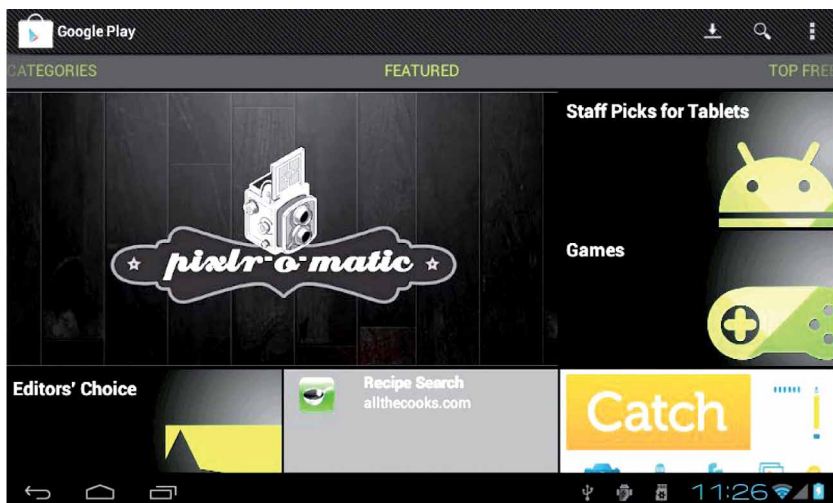 Google Play
CATEGORIES
FEATURED
TOP FREE
pixlr-o-matic
Staff Picks for Tablets
Games
Editors' Choice
Recipe Search
allthecooks.com
Catch
11:26